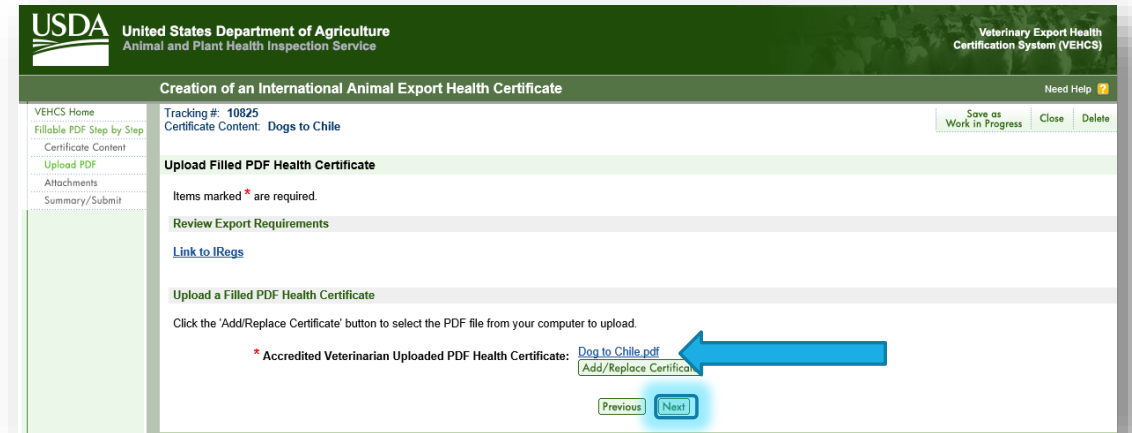 USDA
United States Department of Agriculture
Animal and Plant Health Inspection Service
Veterinary Export Health
Certification System (VEHCS)
Creation of an International Animal Export Health Certificate
Need Help ?
VEHCS Home
Fillable PDF Step by Step
Certificate Content
Upload PDF
Attachments
Summary/Submit
Tracking #: 10825
Certificate Content: Dogs to Chile
Save as
Work in Progress
Close
Delete
Upload Filled PDF Health Certificate
Items marked * are required.
Review Export Requirements
Link to IRegs
Upload a Filled PDF Health Certificate
Click the 'Add/Replace Certificate' button to select the PDF file from your computer to upload.
* Accredited Veterinarian Uploaded PDF Health Certificate:
Dog to Chile.pdf
Add/Replace Certificate
Previous
Next